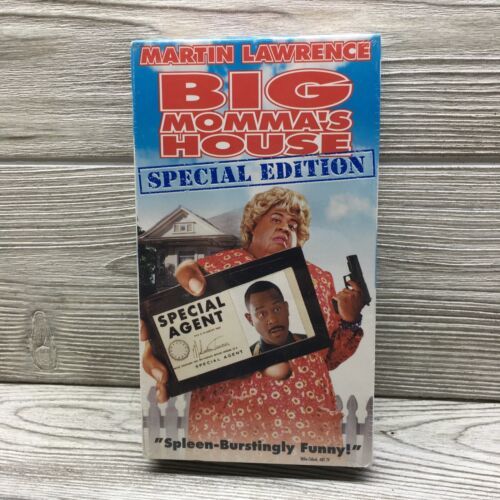 MARTIN LAWRENCE
BIG
MOMMA'S
HOUSE
SPECIAL EDITION
SPECIAL
AGENT
SPECIAL AGENT
"Spleen-Burstingly Funny!"